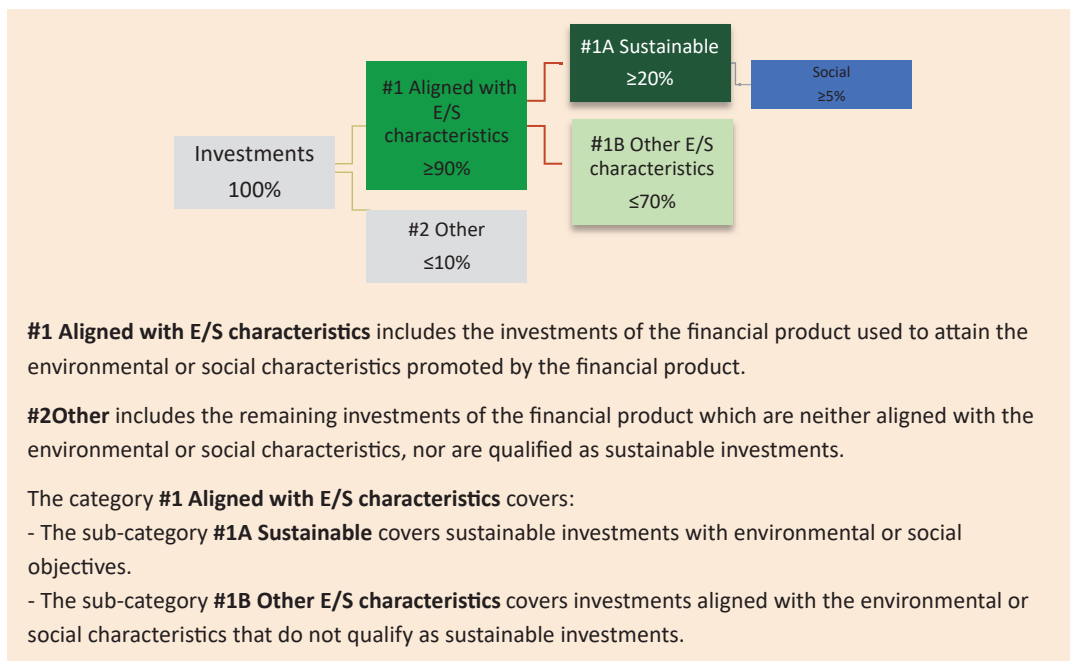 Investments
100%
#1 Aligned with
E/S
characteristics
≥90%
#2 Other
≤10%
#1A Sustainable
≥20%
#1B Other E/S
characteristics
≤70%
Social
≥5%
#1 Aligned with E/S characteristics includes the investments of the financial product used to attain the
environmental or social characteristics promoted by the financial product.
#2Other includes the remaining investments of the financial product which are neither aligned with the
environmental or social characteristics, nor are qualified as sustainable investments.
The category #1 Aligned with E/S characteristics covers:
- The sub-category #1A Sustainable covers sustainable investments with environmental or social
objectives.
- The sub-category #1B Other E/S characteristics covers investments aligned with the environmental or
social characteristics that do not qualify as sustainable investments.